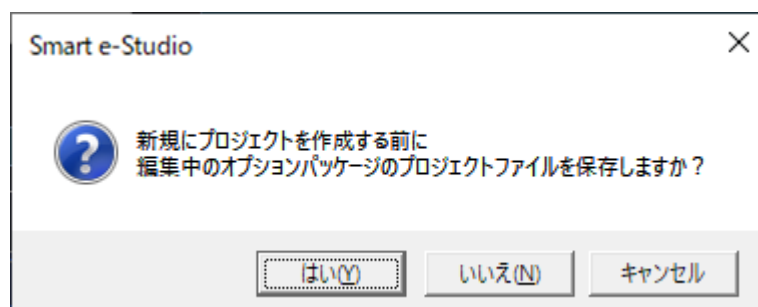 Smart e-Studio
新規にプロジェクトを作成する前に
編集中のオプションパッケージのプロジェクトファイルを保存しますか？
はい(Y)
いいえ(N)
キャンセル